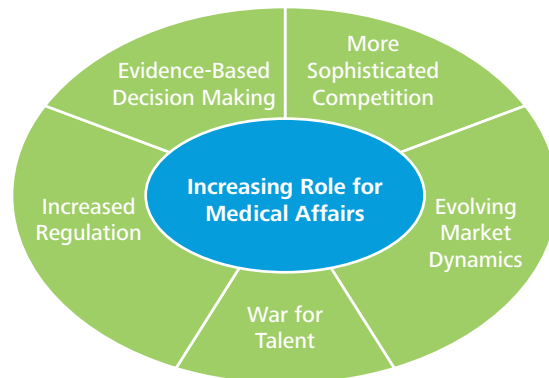 Evidence-Based
Decision Making
More
Sophisticated
Competition
Increasing Role for
Medical Affairs
Increased
Regulation
Evolving
Market
Dynamics
War for
Talent